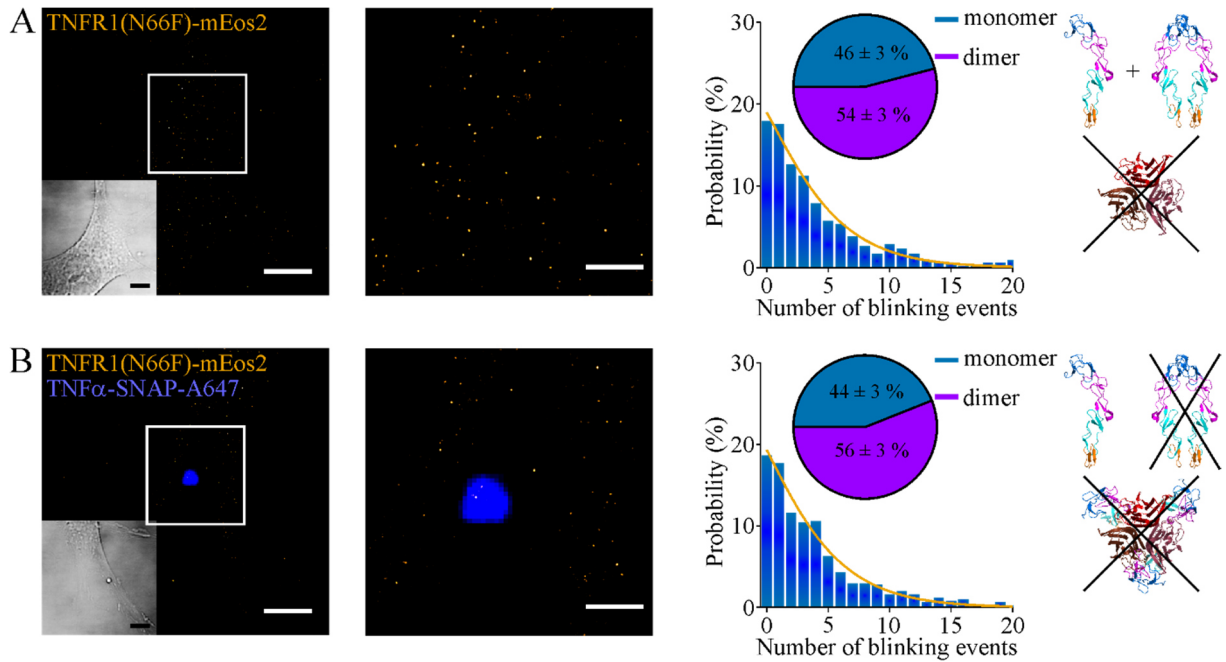 A
TNFR1(N66F)-mEos2
30
20
10
0
Probability (%)
46 ± 3 %
54 ± 3 %
monomer
dimer
+
0 5 10 15 20
Number of blinking events
B
TNFR1(N66F)-mEos2
TNFα-SNAP-A647
30
20
10
0
Probability (%)
44 ± 3 %
56 ± 3 %
monomer
dimer
0 5 10 15 20
Number of blinking events